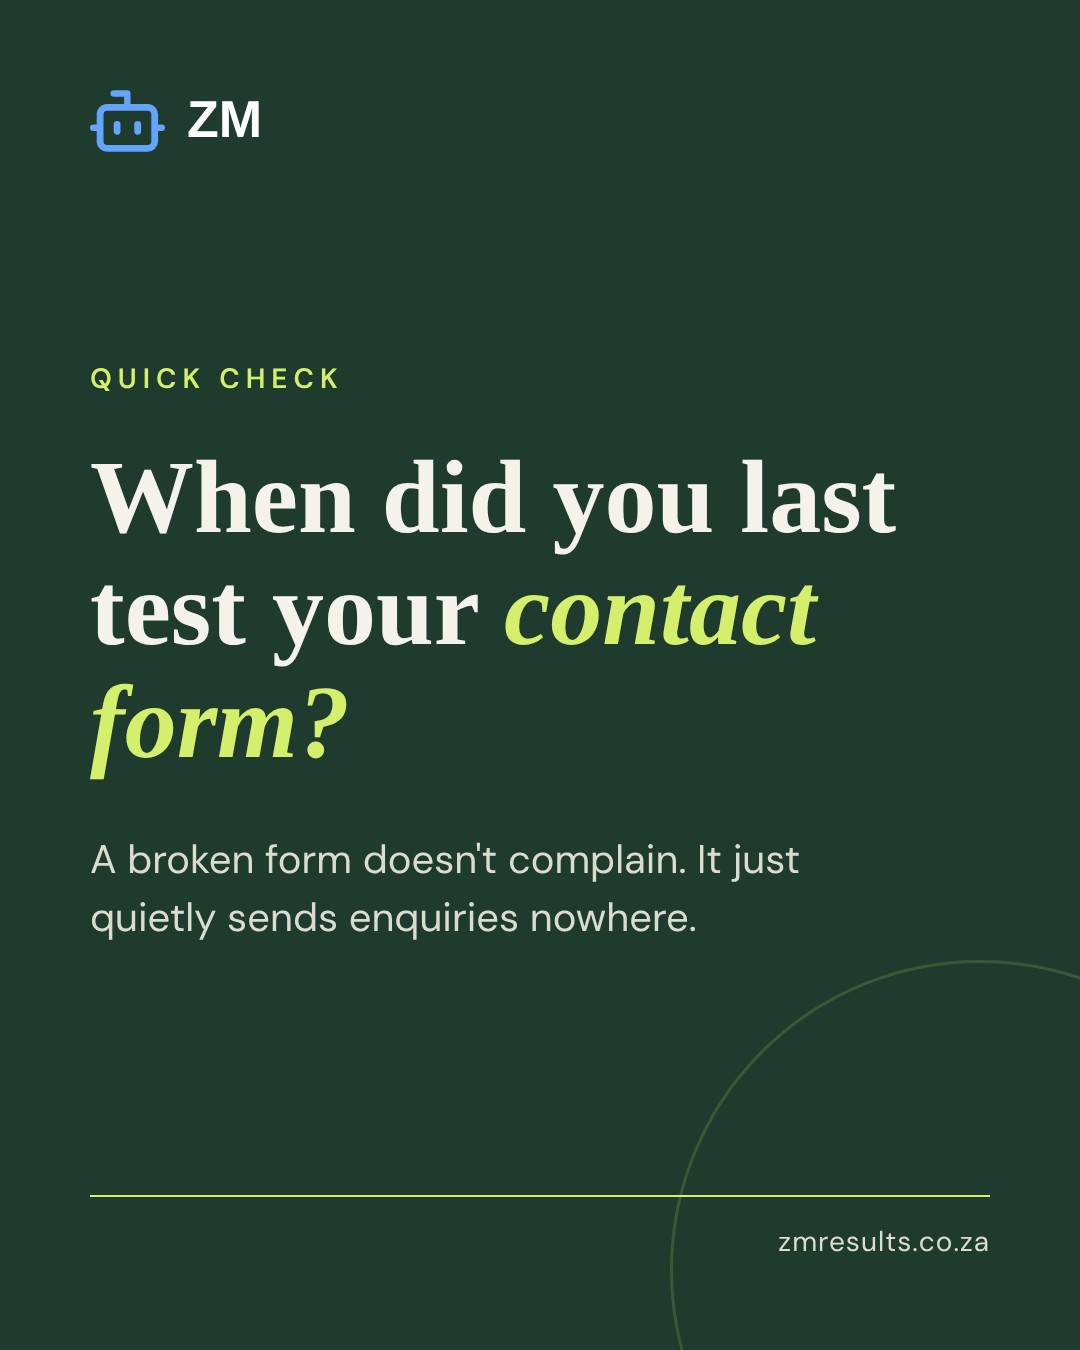 ZM
QUICK CHECK
When did you last
test your contact
form?
A broken form doesn't complain. It just
quietly sends enquiries nowhere.
zmresults.co.za